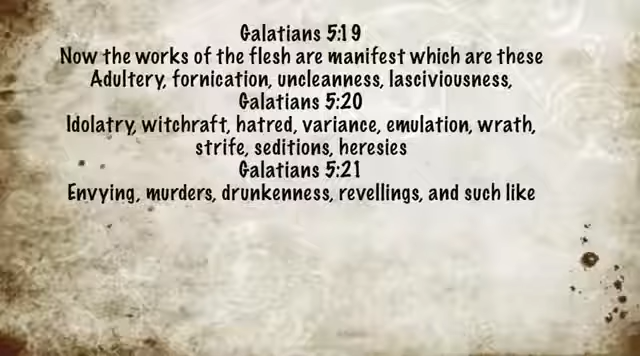 Galatians 5:19
Now the works of the flesh are manifest which are these
Adultery, fornication, uncleanness, lasciviousness,
Galatians 5:20
Idolatry, witchraft, hatred, variance, emulation, wrath,
strife, seditions, heresies
Galatians 5:21
Envying, murders, drunkenness, revellings, and such like